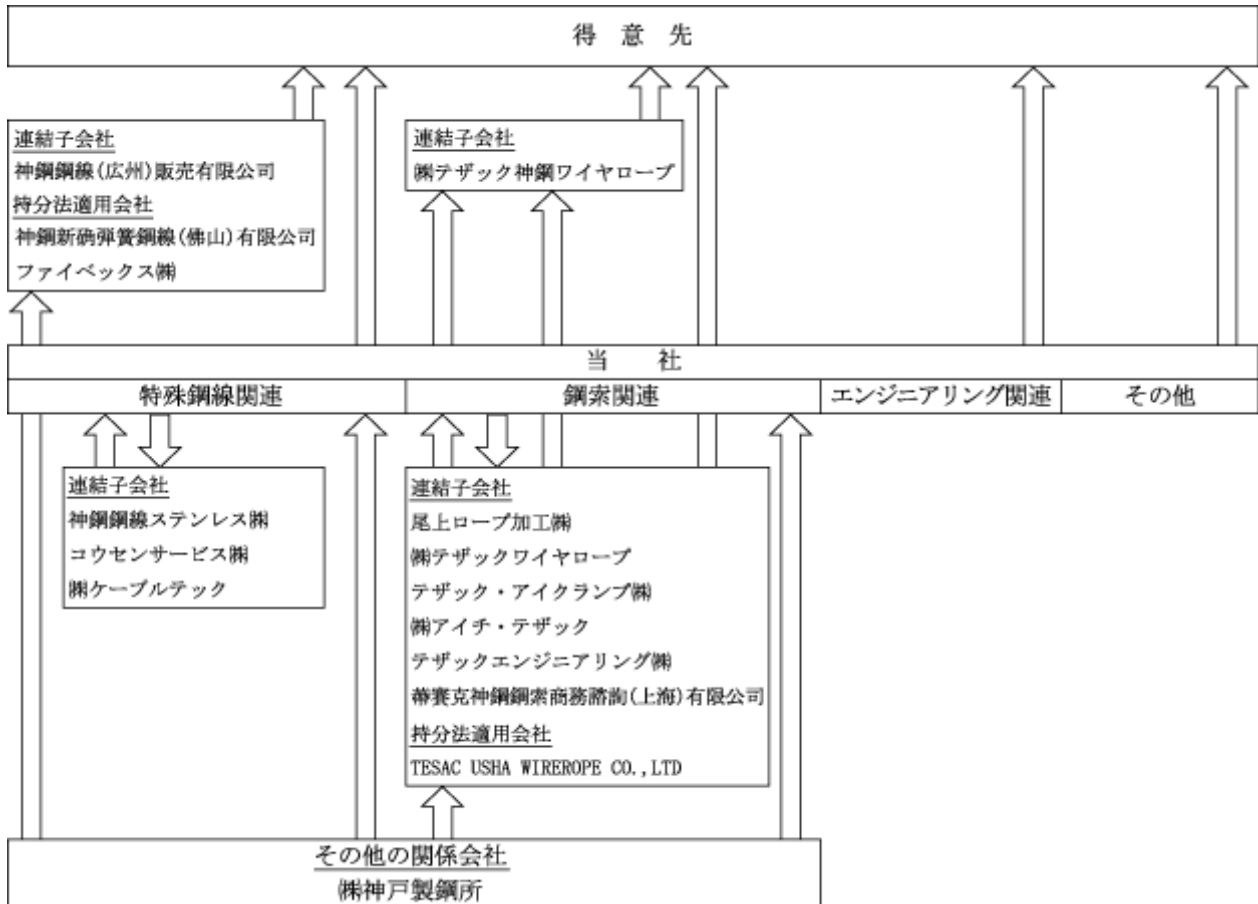 得意先
連結子会社
神鋼鋼線(広州)販売有限公司
持分法適用会社
神鋼新确弾簧鋼線(佛山)有限公司
ファイベックス㈱
連結子会社
㈱テザック神鋼ワイヤロープ
当社
特殊鋼線関連
鋼索関連
エンジニアリング関連
その他
連結子会社
神鋼鋼線ステンレス㈱
コウセンサービス㈱
㈱ケーブルテック
連結子会社
尾上ロープ加工㈱
㈱テザックワイヤロープ
テザック・アイクランプ㈱
㈱アイチ・テザック
テザックエンジニアリング㈱
蒂賽克神鋼鋼索商務諮詢(上海)有限公司
持分法適用会社
TESAC USHA WIREROPE CO.,LTD
その他の関係会社
㈱神戸製鋼所